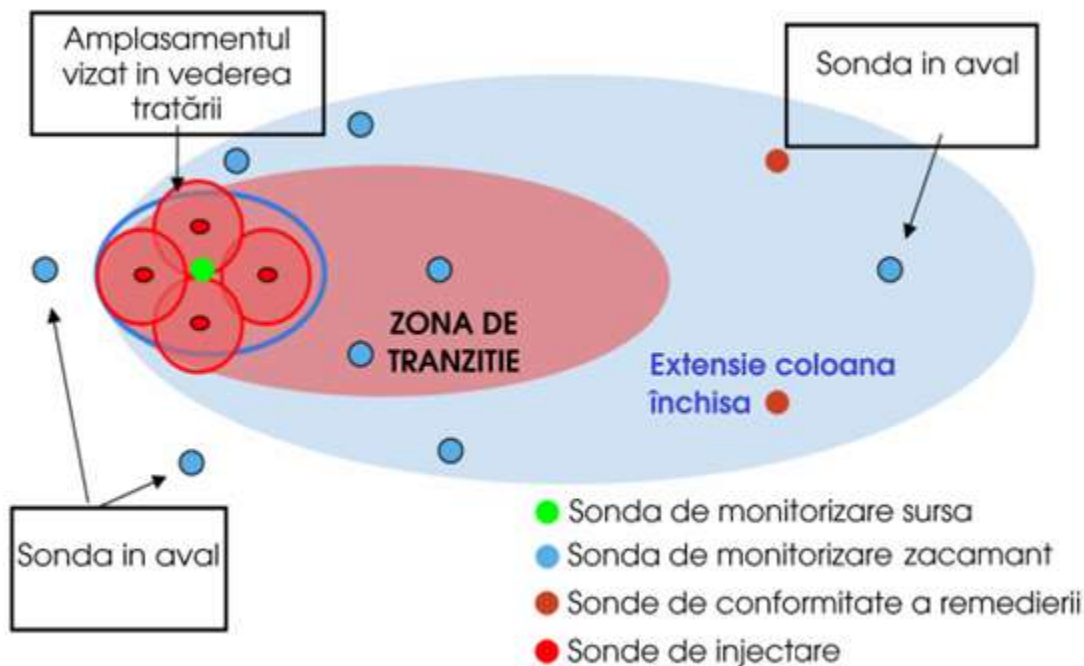 Amplasamentul
vizat in vederea
tratării
Sonda in aval
ZONA DE
TRANZITIE
Extensie coloana
închisa
Sonda in aval
Sonda de monitorizare sursa
Sonda de monitorizare zacamant
Sonde de conformitate a remedierii
Sonde de injectare